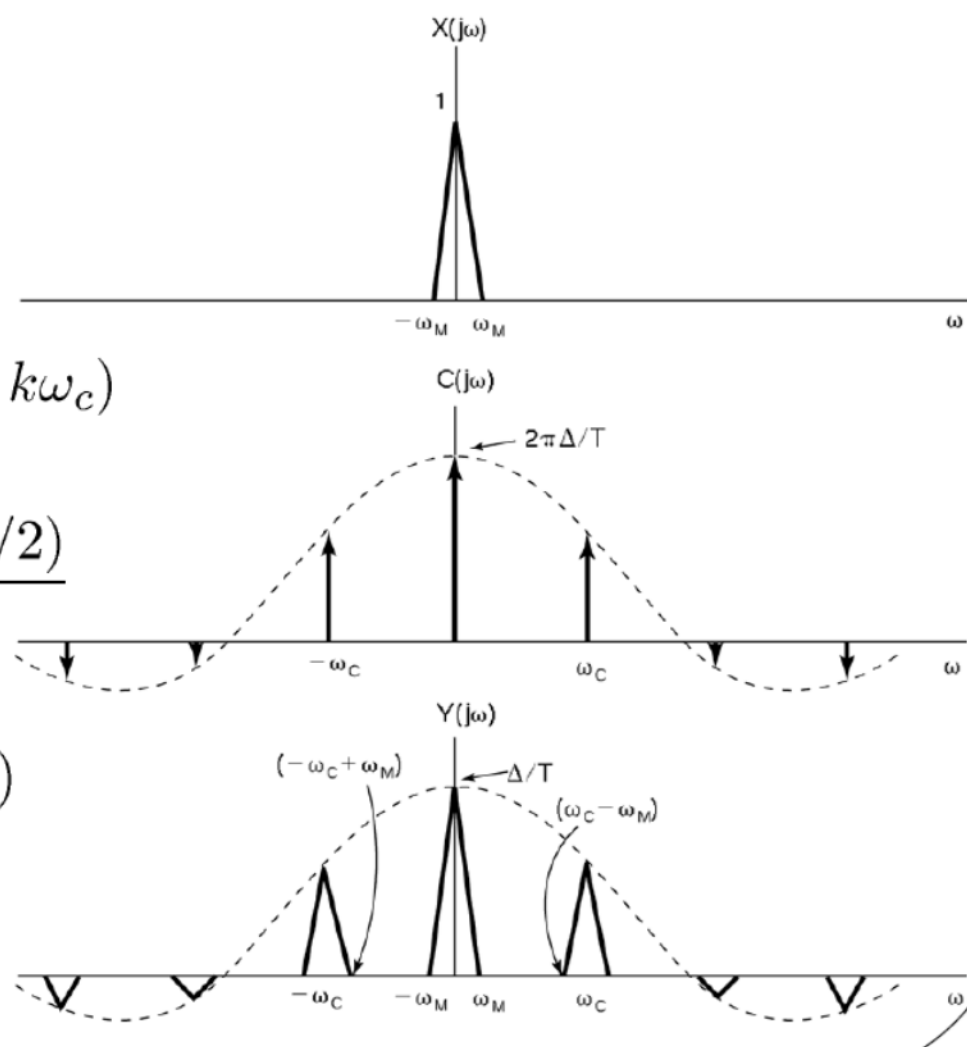 X(jω)
1
−ω_M ω_M ω
kω_c)
C(jω)
2πΔ/T
/2)
−ω_C ω_C ω
Y(jω)
)
(−ω_C+ω_M) Δ/T
(ω_C−ω_M)
−ω_C −ω_M ω_M ω_C ω